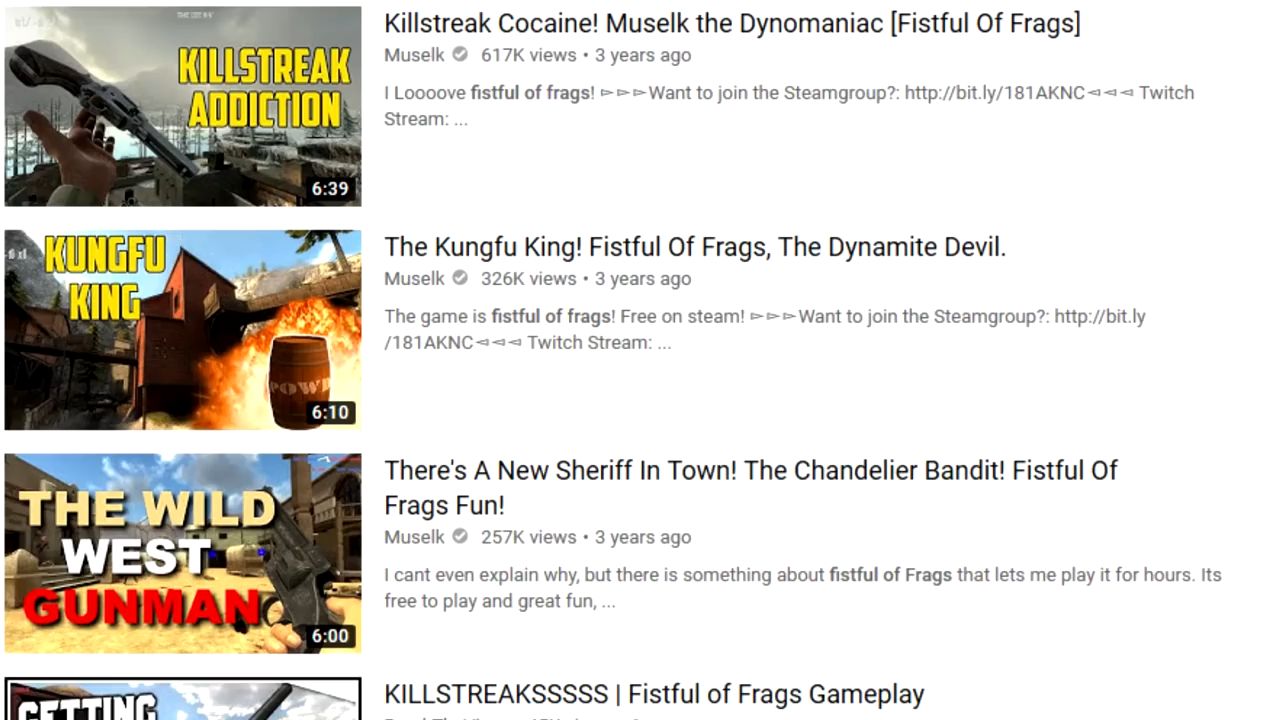 KILLSTREAK
ADDICTION
6:39
Killstreak Cocaine! Muselk the Dynomaniac [Fistful Of Frags]
Muselk 617K views • 3 years ago
I Loooove fistful of frags! ▻▻▻Want to join the Steamgroup?: http://bit.ly/181AKNC◅◅◅ Twitch
Stream: ...
KUNGFU
KING
POWD
6:10
The Kungfu King! Fistful Of Frags, The Dynamite Devil.
Muselk 326K views • 3 years ago
The game is fistful of frags! Free on steam! ▻▻▻Want to join the Steamgroup?: http://bit.ly
/181AKNC◅◅◅ Twitch Stream: ...
THE WILD
WEST
GUNMAN
6:00
There's A New Sheriff In Town! The Chandelier Bandit! Fistful Of
Frags Fun!
Muselk 257K views • 3 years ago
I cant even explain why, but there is something about fistful of Frags that lets me play it for hours. Its
free to play and great fun, ...
GETTING
KILLSTREAKSSSSS | Fistful of Frags Gameplay